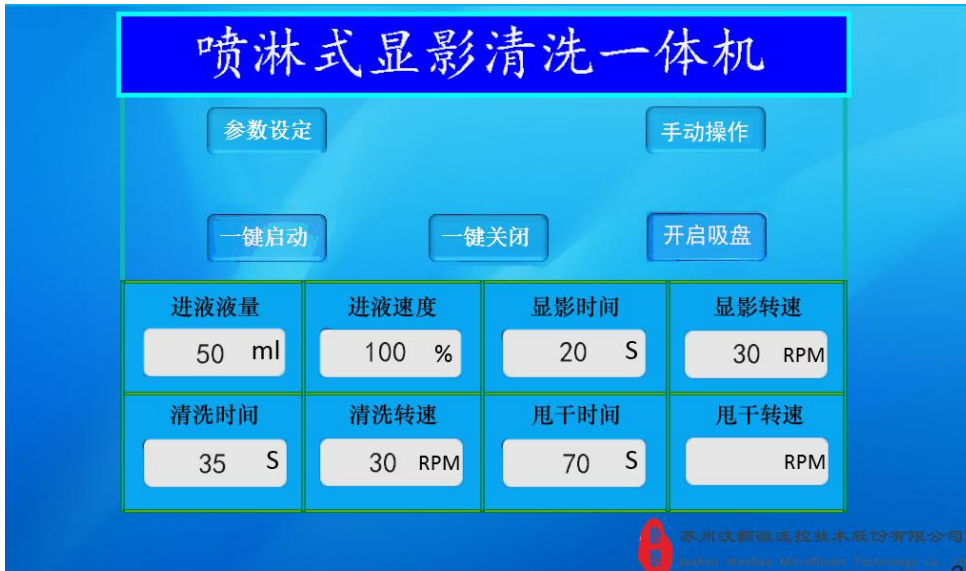 喷淋式显影清洗一体机
参数设定 手动操作
一键启动 一键关闭 开启吸盘
进液液量 进液速度 显影时间 显影转速
50 ml 100 % 20 S 30 RPM
清洗时间 清洗转速 甩干时间 甩干转速
35 S 30 RPM 70 S RPM
苏州汶颢微流控技术股份有限公司
Suzhou Wenhao Microfluidic Technology Co.,